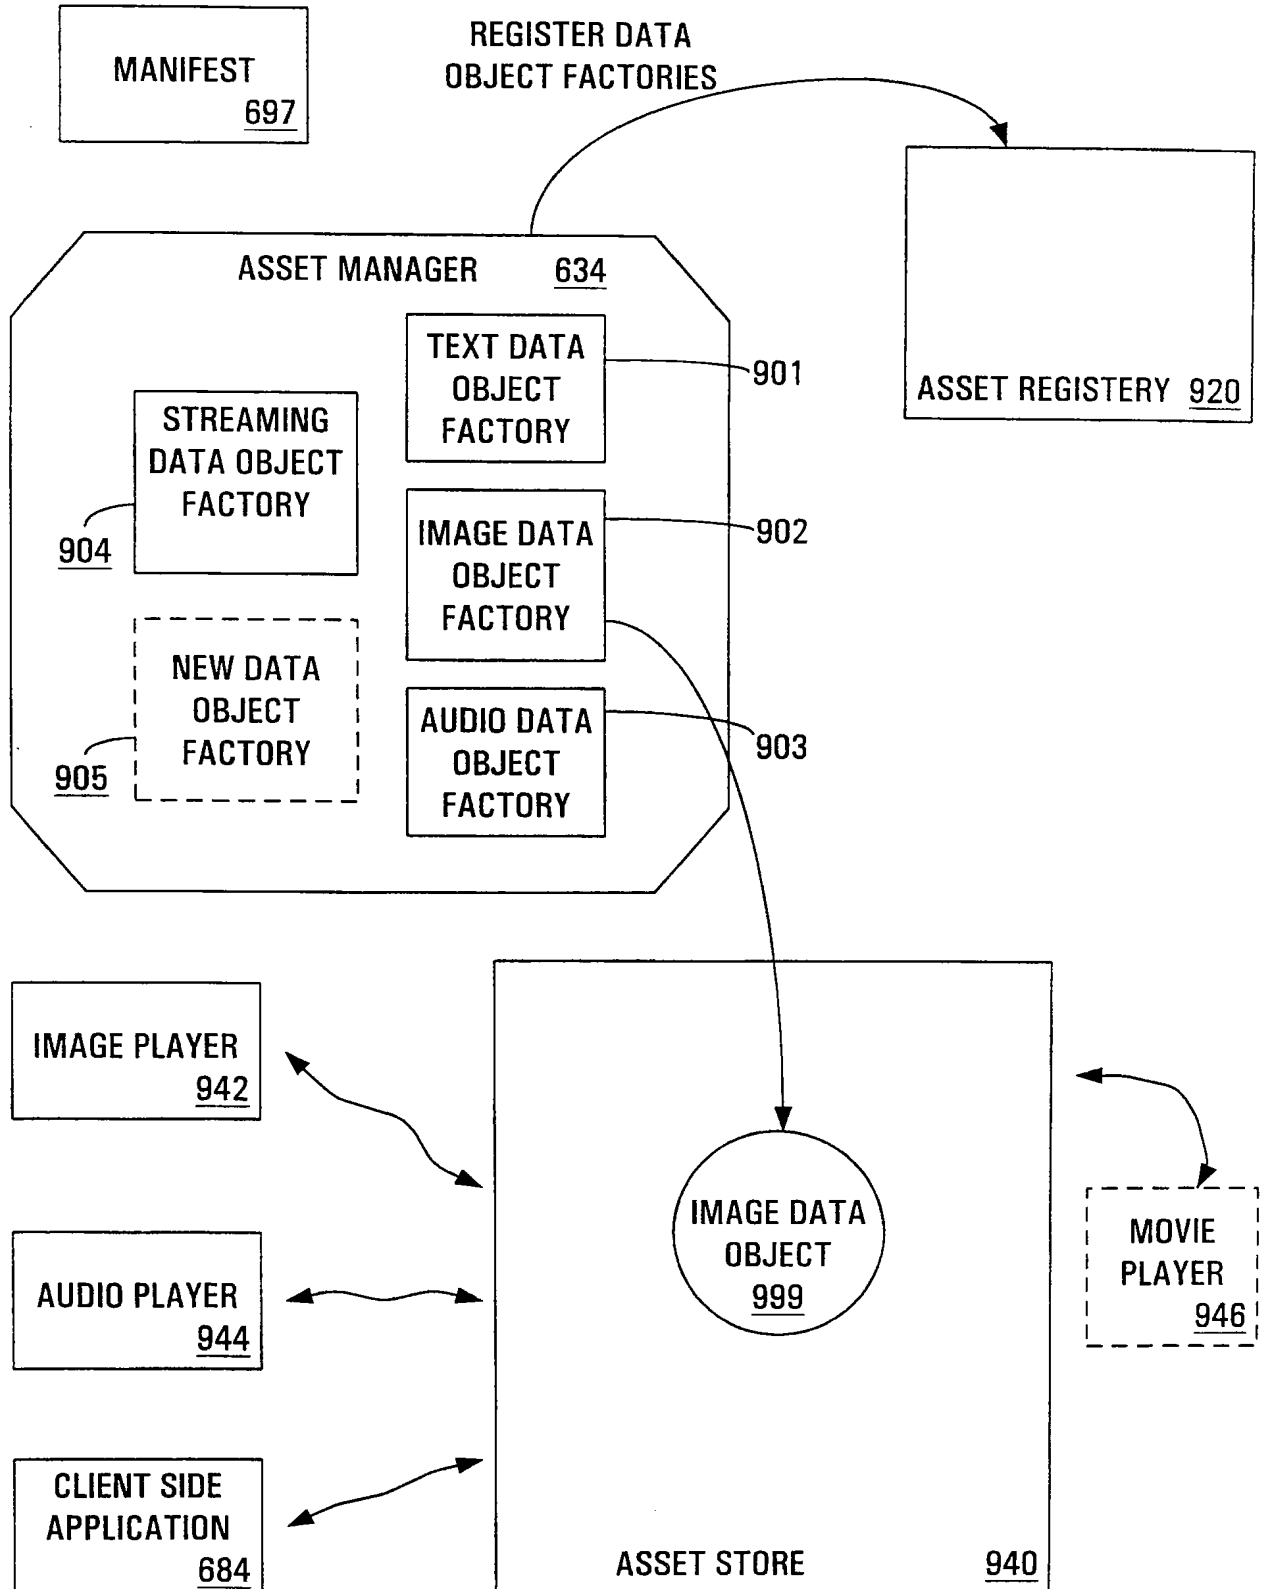 MANIFEST
697
REGISTER DATA
OBJECT FACTORIES
ASSET REGISTERY 920
ASSET MANAGER 634
TEXT DATA
OBJECT
FACTORY
901
STREAMING
DATA OBJECT
FACTORY
904
IMAGE DATA
OBJECT
FACTORY
902
NEW DATA
OBJECT
FACTORY
905
AUDIO DATA
OBJECT
FACTORY
903
IMAGE PLAYER
942
IMAGE DATA
OBJECT
999
MOVIE
PLAYER
946
AUDIO PLAYER
944
CLIENT SIDE
APPLICATION
684
ASSET STORE 940